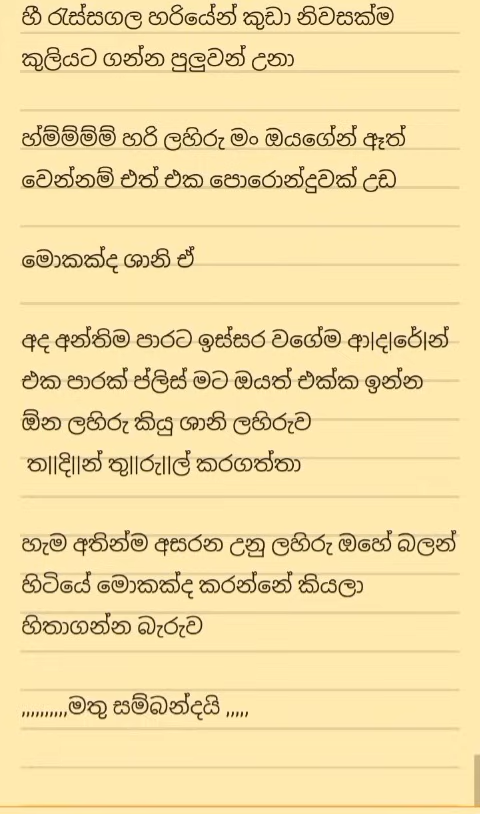 හී රැස්සගල හරියේන් කුඩා නිවසක්ම
කුලියට ගන්න පුලුවන් උනා
හ්ම්ම්ම්ම් හරි ලහිරු මං ඔයගේන් ඈත්
වෙන්නම් එත් එක පොරොන්දුවක් උඩ
මොකක්ද ශානි ඒ
අද අන්තිම පාරට ඉස්සර වගේම ආ|ද|රේ|න්
එක පාරක් ප්ලිස් මට ඔයත් එක්ක ඉන්න
ඕන ලහිරු කියු ශානි ලහිරුව
ත||දි||න් තු||රු||ල් කරගත්තා
හැම අතින්ම අසරන උනු ලහිරු ඔහේ බලන්
හිටියේ මොකක්ද කරන්නේ කියලා
හිතාගන්න බැරුව
,,,,,,,,,,මතු සම්බන්දයි ,,,,,